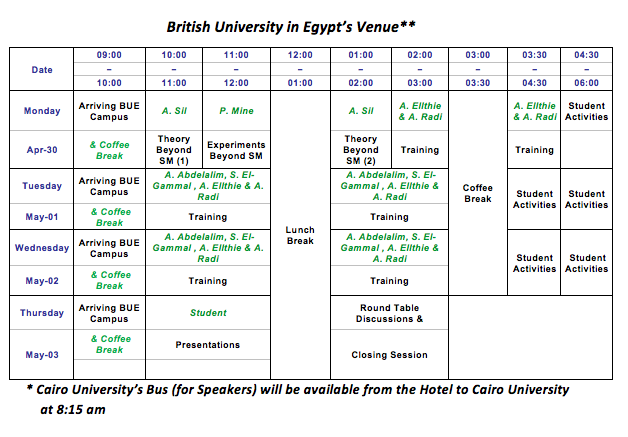 British University in Egypt's Venue**
Date
09:00 – 10:00
10:00 – 11:00
11:00 – 12:00
12:00 – 01:00
01:00 – 02:00
02:00 – 03:00
03:00 – 03:30
03:30 – 04:30
04:30 – 06:00
Monday
Apr-30
Arriving BUE
Campus
& Coffee
Break
A. Sil
Theory
Beyond
SM (1)
P. Mine
Experiments
Beyond SM
Lunch
Break
A. Sil
Theory
Beyond
SM (2)
A. Ellthie
& A. Radi
Training
Coffee
Break
A. Ellthie
& A. Radi
Training
Student
Activities
Tuesday
May-01
Arriving BUE
Campus
& Coffee
Break
A. Abdelalim, S. El-
Gammal , A. Ellthie & A.
Radi
Training
A. Abdelalim, S. El-
Gammal , A. Ellthie & A.
Radi
Training
Student
Activities
Student
Activities
Wednesday
May-02
Arriving BUE
Campus
& Coffee
Break
A. Abdelalim, S. El-
Gammal , A. Ellthie & A.
Radi
Training
A. Abdelalim, S. El-
Gammal , A. Ellthie & A.
Radi
Training
Student
Activities
Student
Activities
Thursday
May-03
Arriving BUE
Campus
& Coffee
Break
Student
Presentations
Round Table
Discussions &
Closing Session
* Cairo University's Bus (for Speakers) will be available from the Hotel to Cairo University
at 8:15 am